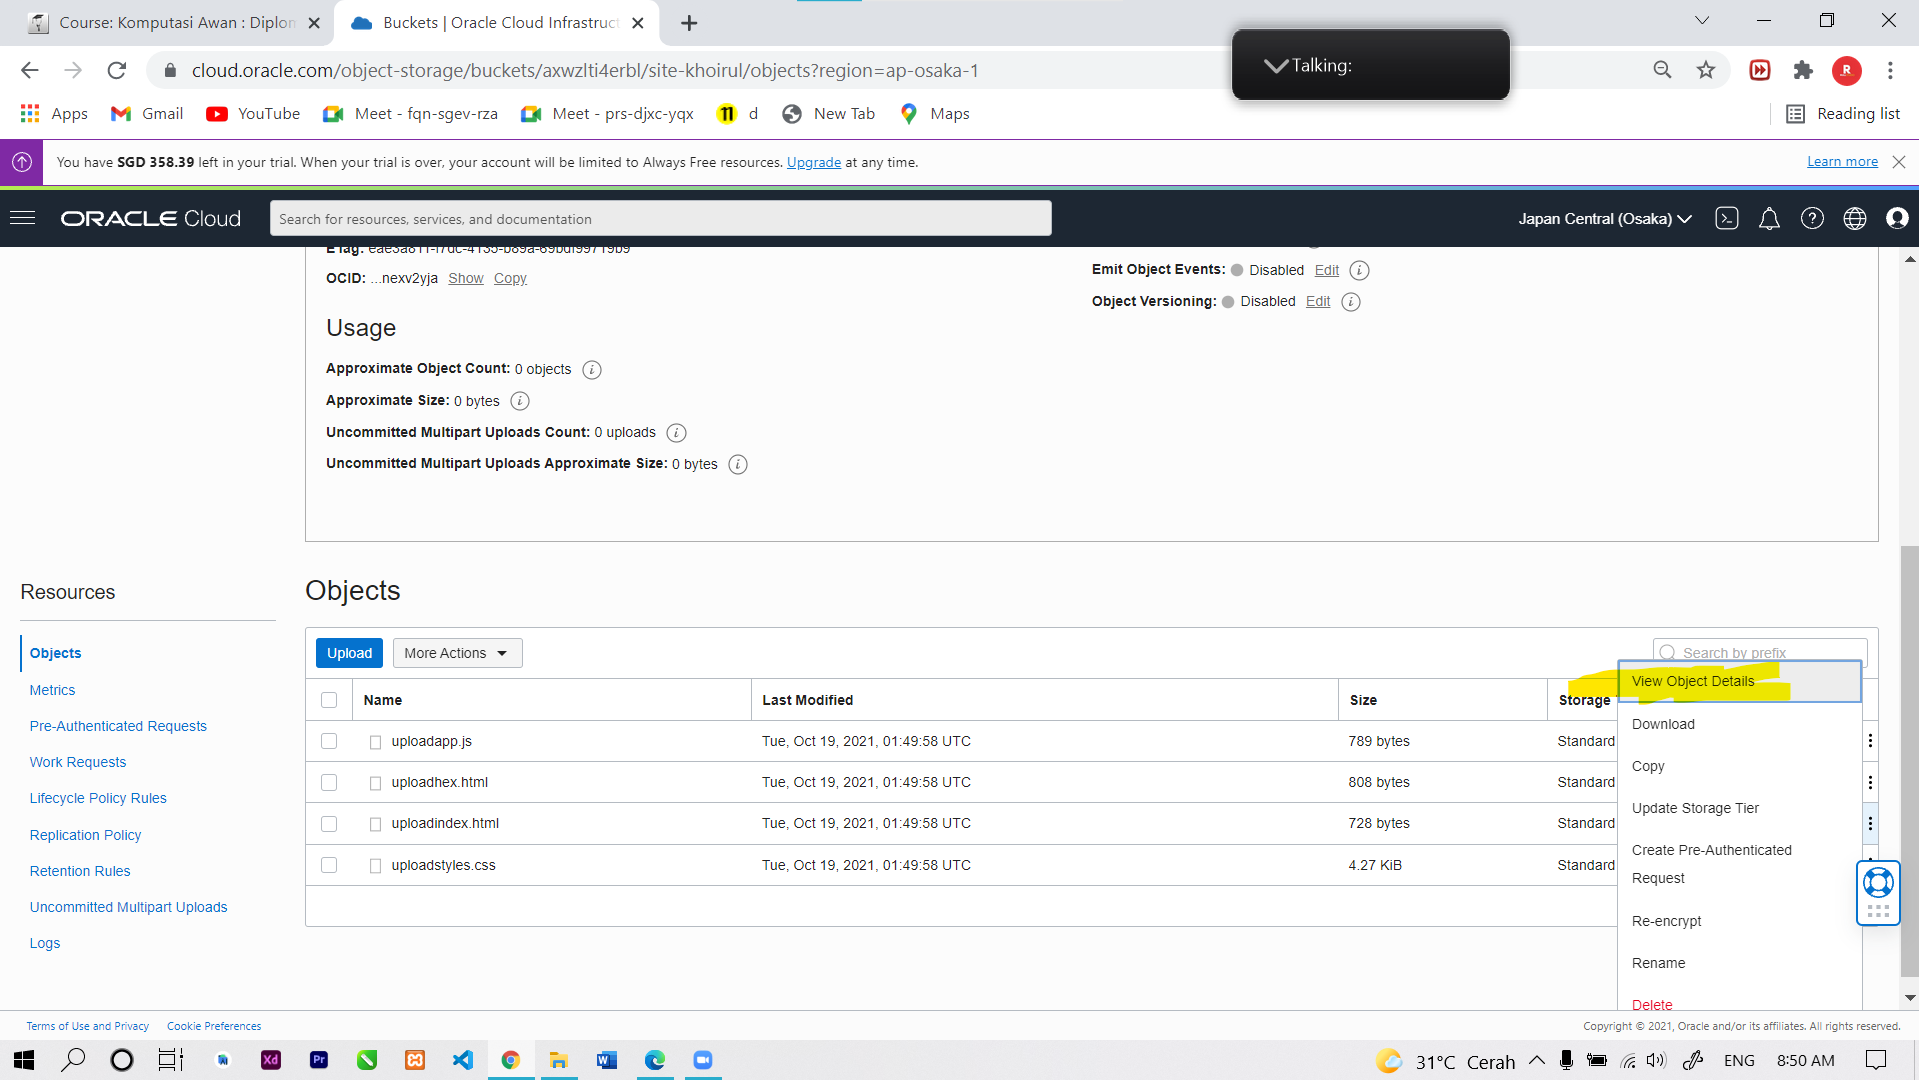 Course: Komputasi Awan : Diplon
Buckets | Oracle Cloud Infrastruct
cloud.oracle.com/object-storage/buckets/axwzlti4erbl/site-khoirul/objects?region=ap-osaka-1
Talking:
R
Apps
Gmail
YouTube
Meet - fqn-sgev-rza
Meet - prs-djxc-yqx
d
New Tab
Maps
Reading list
You have SGD 358.39 left in your trial. When your trial is over, your account will be limited to Always Free resources. Upgrade at any time.
Learn more
ORACLE Cloud
Search for resources, services, and documentation
Japan Central (Osaka)
ETag: eae3a811-f7dc-4135-b89a-69bdf99719b9
OCID: ...nexv2yja Show Copy
Emit Object Events: Disabled Edit
Object Versioning: Disabled Edit
Usage
Approximate Object Count: 0 objects
Approximate Size: 0 bytes
Uncommitted Multipart Uploads Count: 0 uploads
Uncommitted Multipart Uploads Approximate Size: 0 bytes
Resources
Objects
Metrics
Pre-Authenticated Requests
Work Requests
Lifecycle Policy Rules
Replication Policy
Retention Rules
Uncommitted Multipart Uploads
Logs
Objects
Upload
More Actions
Search by prefix
Name Last Modified Size Storage
uploadapp.js Tue, Oct 19, 2021, 01:49:58 UTC 789 bytes Standard
uploadhex.html Tue, Oct 19, 2021, 01:49:58 UTC 808 bytes Standard
uploadindex.html Tue, Oct 19, 2021, 01:49:58 UTC 728 bytes Standard
uploadstyles.css Tue, Oct 19, 2021, 01:49:58 UTC 4.27 KiB Standard
View Object Details
Download
Copy
Update Storage Tier
Create Pre-Authenticated
Request
Re-encrypt
Rename
Delete
Terms of Use and Privacy
Cookie Preferences
Copyright © 2021, Oracle and/or its affiliates. All rights reserved.
Xd
Pr
31°C Cerah
ENG
8:50 AM